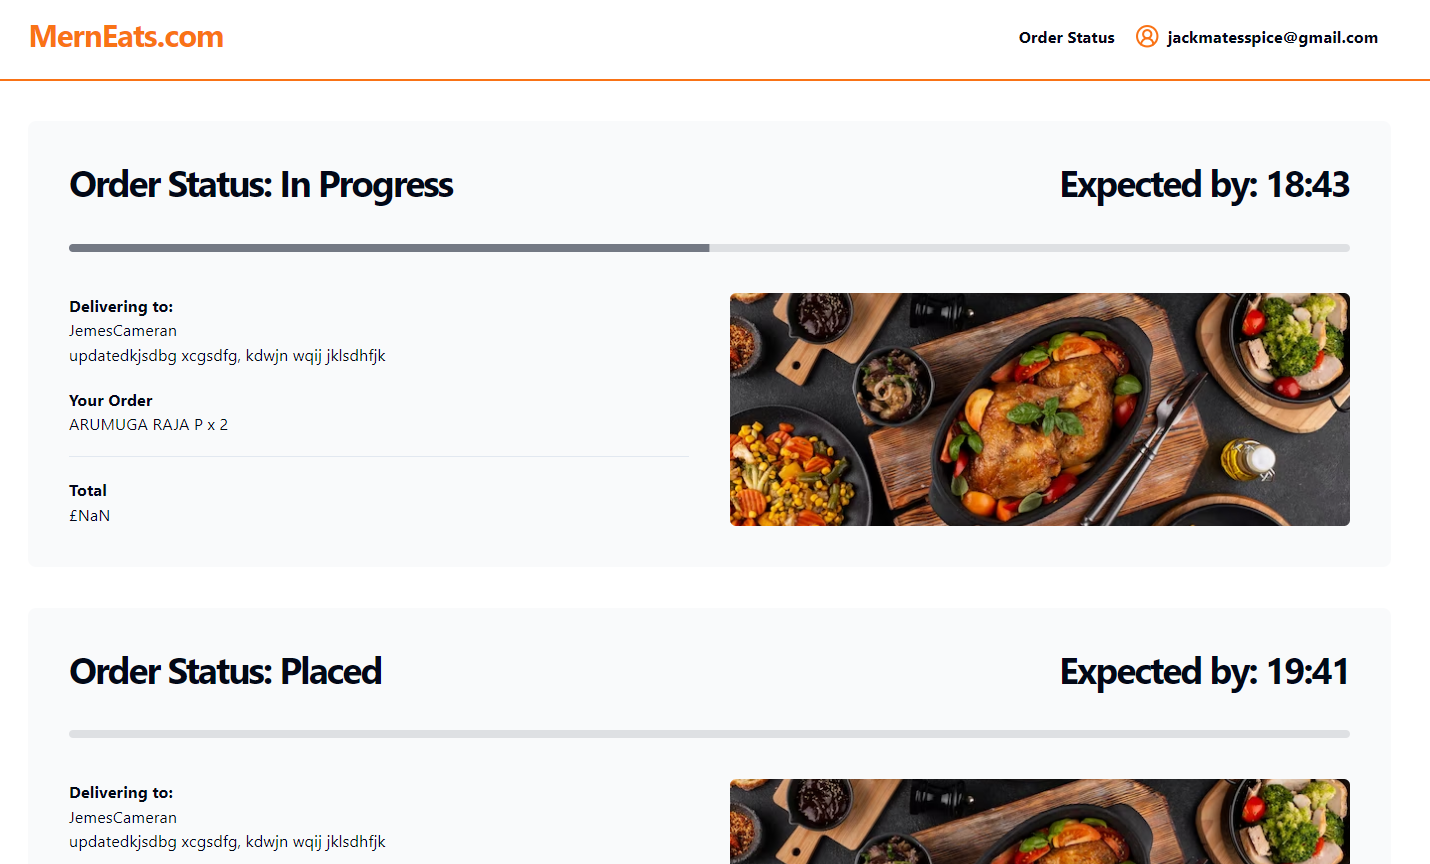 MernEats.com
Order Status
jackmatesspice@gmail.com
Order Status: In Progress
Expected by: 18:43
Delivering to:
JemesCameran
updatedkjsdbg xcgsdfg, kdwjn wqij jklsdhfjk
Your Order
ARUMUGA RAJA P x 2
Total
£NaN
Order Status: Placed
Expected by: 19:41
Delivering to:
JemesCameran
updatedkjsdbg xcgsdfg, kdwjn wqij jklsdhfjk